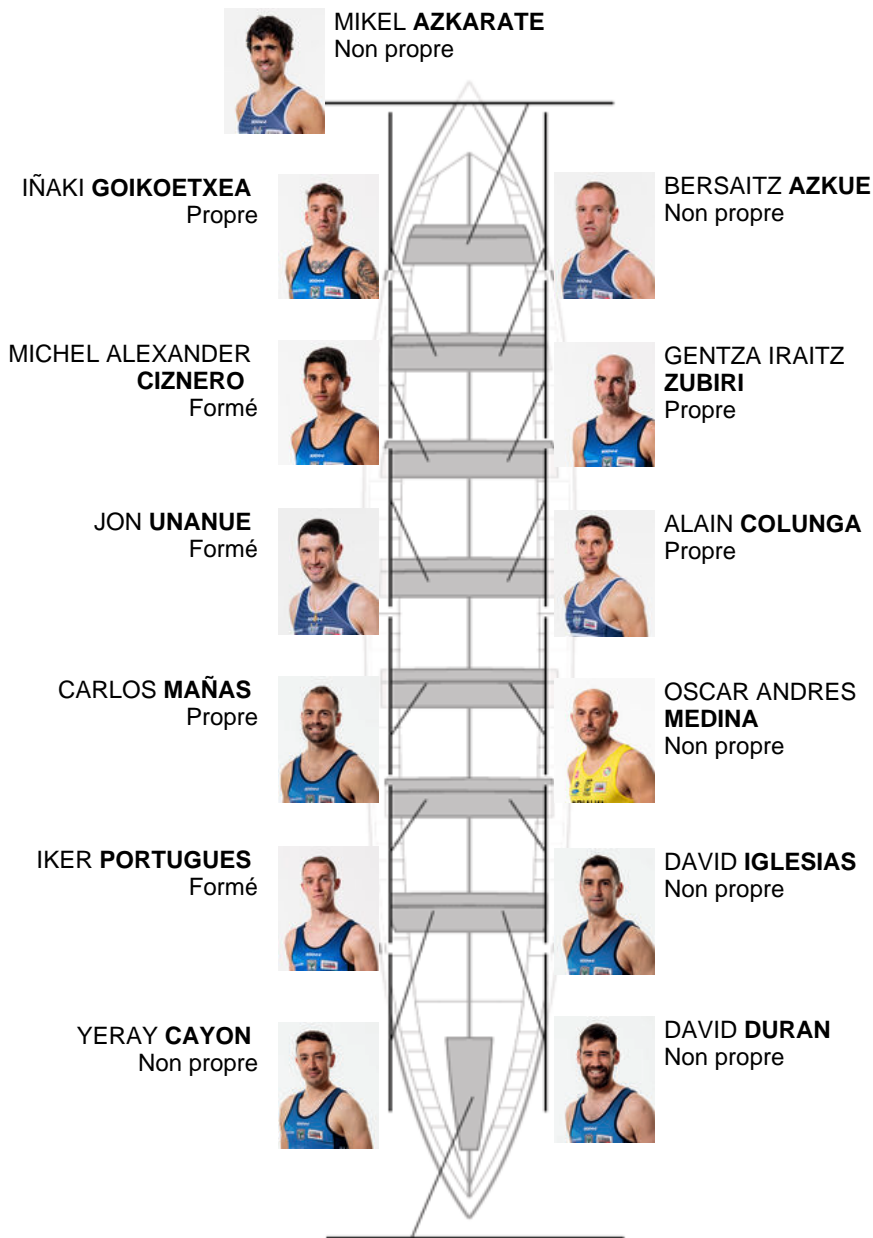 MIKEL AZKARATE
Non propre
IÑAKI GOIKOETXEA
Propre
BERSAITZ AZKUE
Non propre
MICHEL ALEXANDER
CIZNERO
Formé
GENTZA IRAITZ
ZUBIRI
Propre
JON UNANUE
Formé
ALAIN COLUNGA
Propre
CARLOS MAÑAS
Propre
OSCAR ANDRES
MEDINA
Non propre
IKER PORTUGUES
Formé
DAVID IGLESIAS
Non propre
YERAY CAYON
Non propre
DAVID DURAN
Non propre